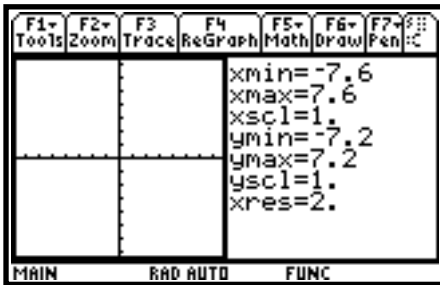 F1▾ F2▾ F3 F4 F5▾ F6▾ F7▾
Tools Zoom Trace ReGraph Math Draw Pen :C
xmin=⁻7.6
xmax=7.6
xscl=1.
ymin=⁻7.2
ymax=7.2
yscl=1.
xres=2.
MAIN RAD AUTO FUNC